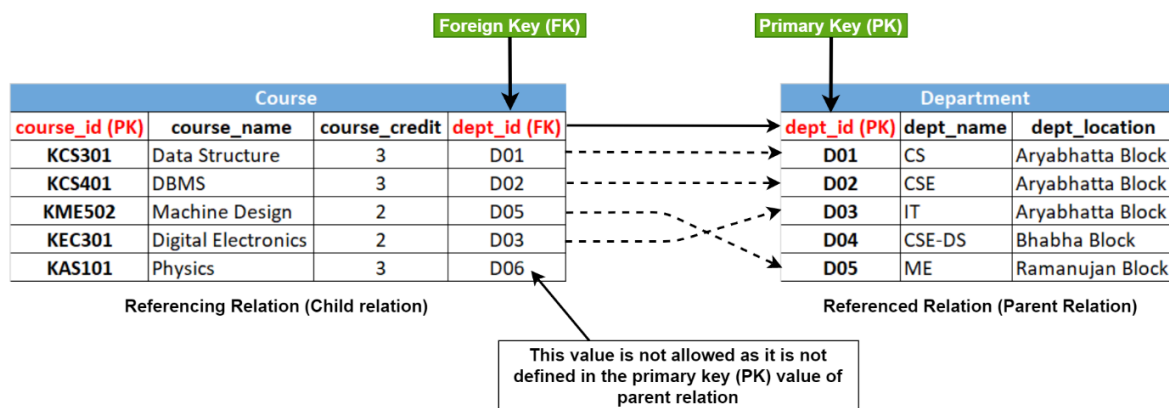 Foreign Key (FK) Primary Key (PK)
Course Department
course_id (PK) course_name course_credit dept_id (FK) dept_id (PK) dept_name dept_location
KCS301 Data Structure 3 D01 D01 CS Aryabhatta Block
KCS401 DBMS 3 D02 D02 CSE Aryabhatta Block
KME502 Machine Design 2 D05 D03 IT Aryabhatta Block
KEC301 Digital Electronics 2 D03 D04 CSE-DS Bhabha Block
KAS101 Physics 3 D06 D05 ME Ramanujan Block
Referencing Relation (Child relation) Referenced Relation (Parent Relation)
This value is not allowed as it is not
defined in the primary key (PK) value of
parent relation